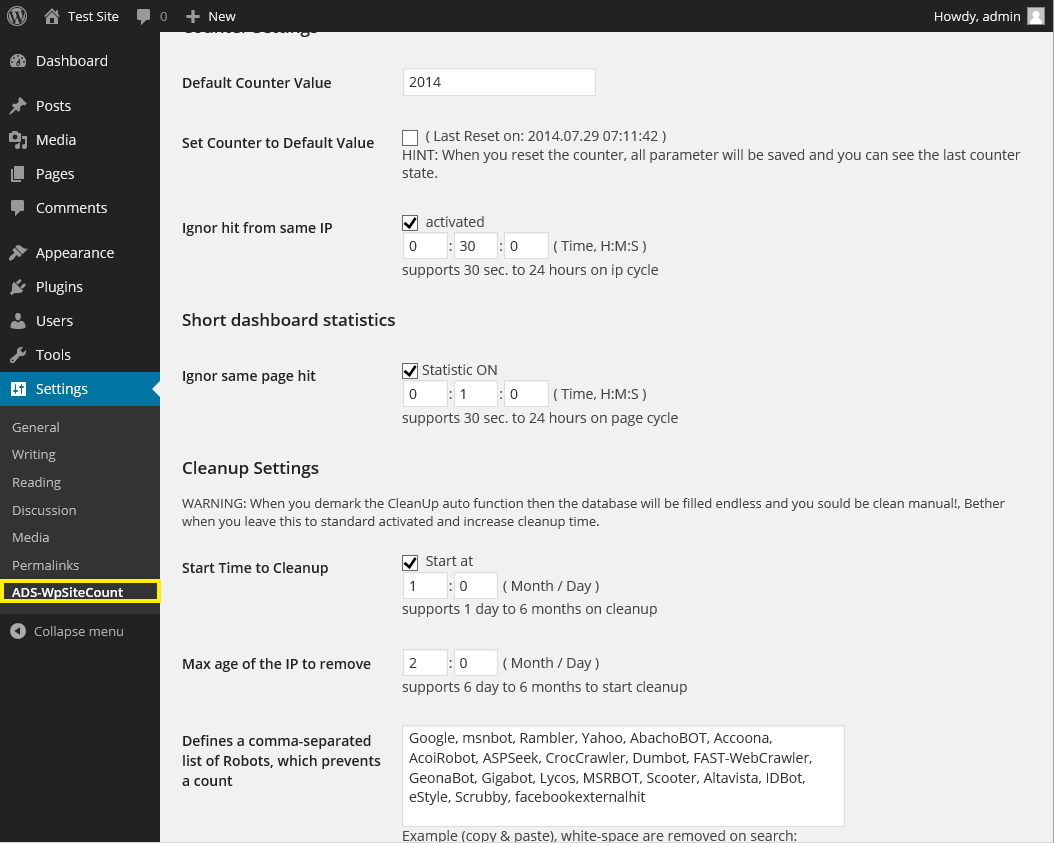 Test Site 0 New Howdy, admin
Dashboard
Posts
Media
Pages
Comments
Appearance
Plugins
Users
Tools
Settings
General
Writing
Reading
Discussion
Media
Permalinks
ADS-WpSiteCount
Collapse menu
Counter Settings
Default Counter Value
2014
Set Counter to Default Value
( Last Reset on: 2014.07.29 07:11:42 )
HINT: When you reset the counter, all parameter will be saved and you can see the last counter
state.
Ignor hit from same IP
activated
0 : 30 : 0 ( Time, H:M:S )
supports 30 sec. to 24 hours on ip cycle
Short dashboard statistics
Ignor same page hit
Statistic ON
0 : 1 : 0 ( Time, H:M:S )
supports 30 sec. to 24 hours on page cycle
Cleanup Settings
WARNING: When you demark the CleanUp auto function then the database will be filled endless and you sould be clean manual!, Bether
when you leave this to standard activated and increase cleanup time.
Start Time to Cleanup
Start at
1 : 0 ( Month / Day )
supports 1 day to 6 months on cleanup
Max age of the IP to remove
2 : 0 ( Month / Day )
supports 6 day to 6 months to start cleanup
Defines a comma-separated
list of Robots, which prevents
a count
Google, msnbot, Rambler, Yahoo, AbachoBOT, Accoona,
AcoiRobot, ASPSeek, CrocCrawler, Dumbot, FAST-WebCrawler,
GeonaBot, Gigabot, Lycos, MSRBOT, Scooter, Altavista, IDBot,
eStyle, Scrubby, facebookexternalhit
Example (copy & paste), white-space are removed on search: